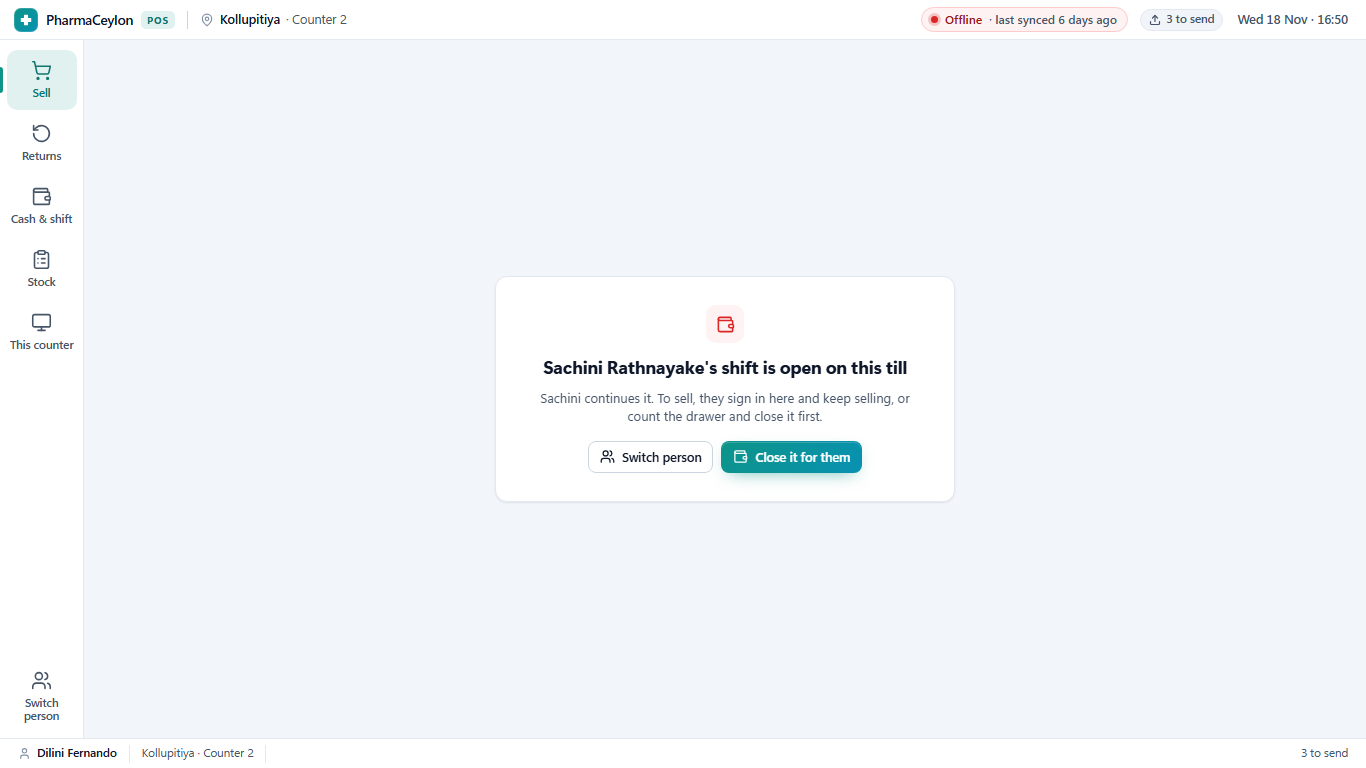 PharmaCeylon POS Kollupitiya · Counter 2 Offline · last synced 6 days ago 3 to send Wed 18 Nov · 16:50
Sell
Returns
Cash & shift
Stock
This counter
Sachini Rathnayake's shift is open on this till
Sachini continues it. To sell, they sign in here and keep selling, or
count the drawer and close it first.
Switch person Close it for them
Switch
person
Dilini Fernando Kollupitiya · Counter 2 3 to send